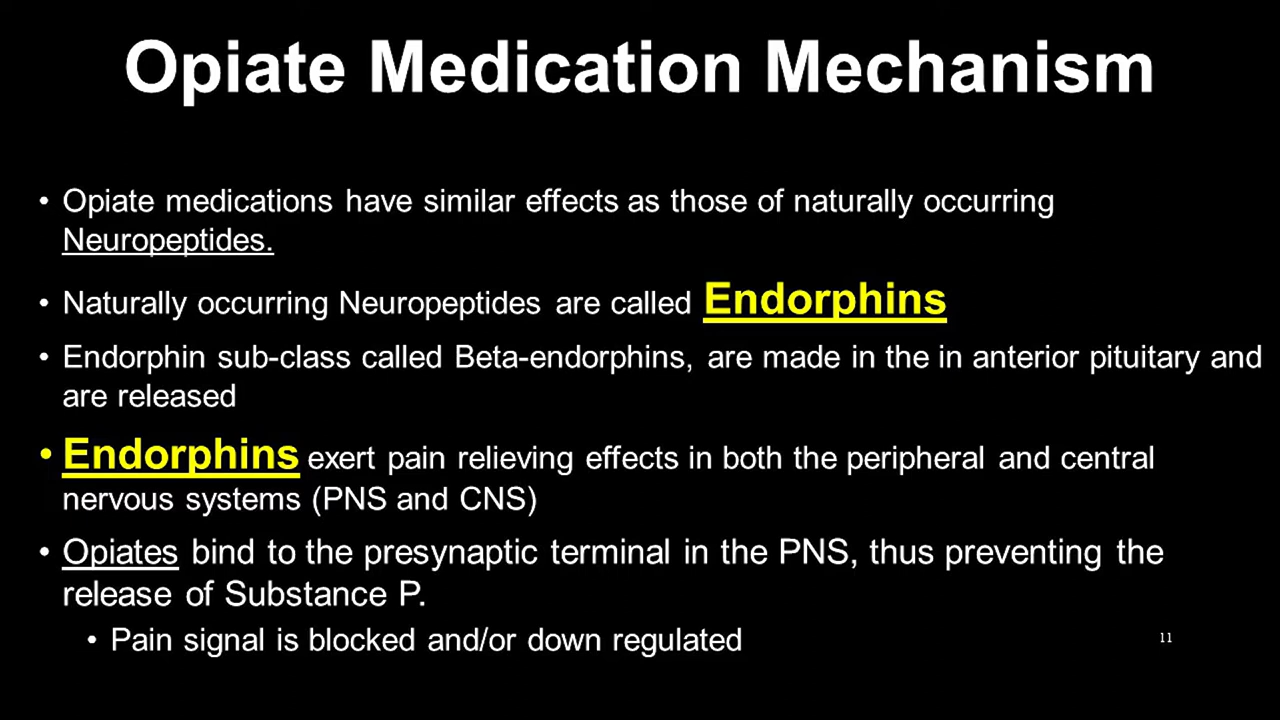 Opiate Medication Mechanism
• Opiate medications have similar effects as those of naturally occurring
Neuropeptides.
• Naturally occurring Neuropeptides are called Endorphins
• Endorphin sub-class called Beta-endorphins, are made in the in anterior pituitary and
are released
• Endorphins exert pain relieving effects in both the peripheral and central
nervous systems (PNS and CNS)
• Opiates bind to the presynaptic terminal in the PNS, thus preventing the
release of Substance P.
• Pain signal is blocked and/or down regulated
11